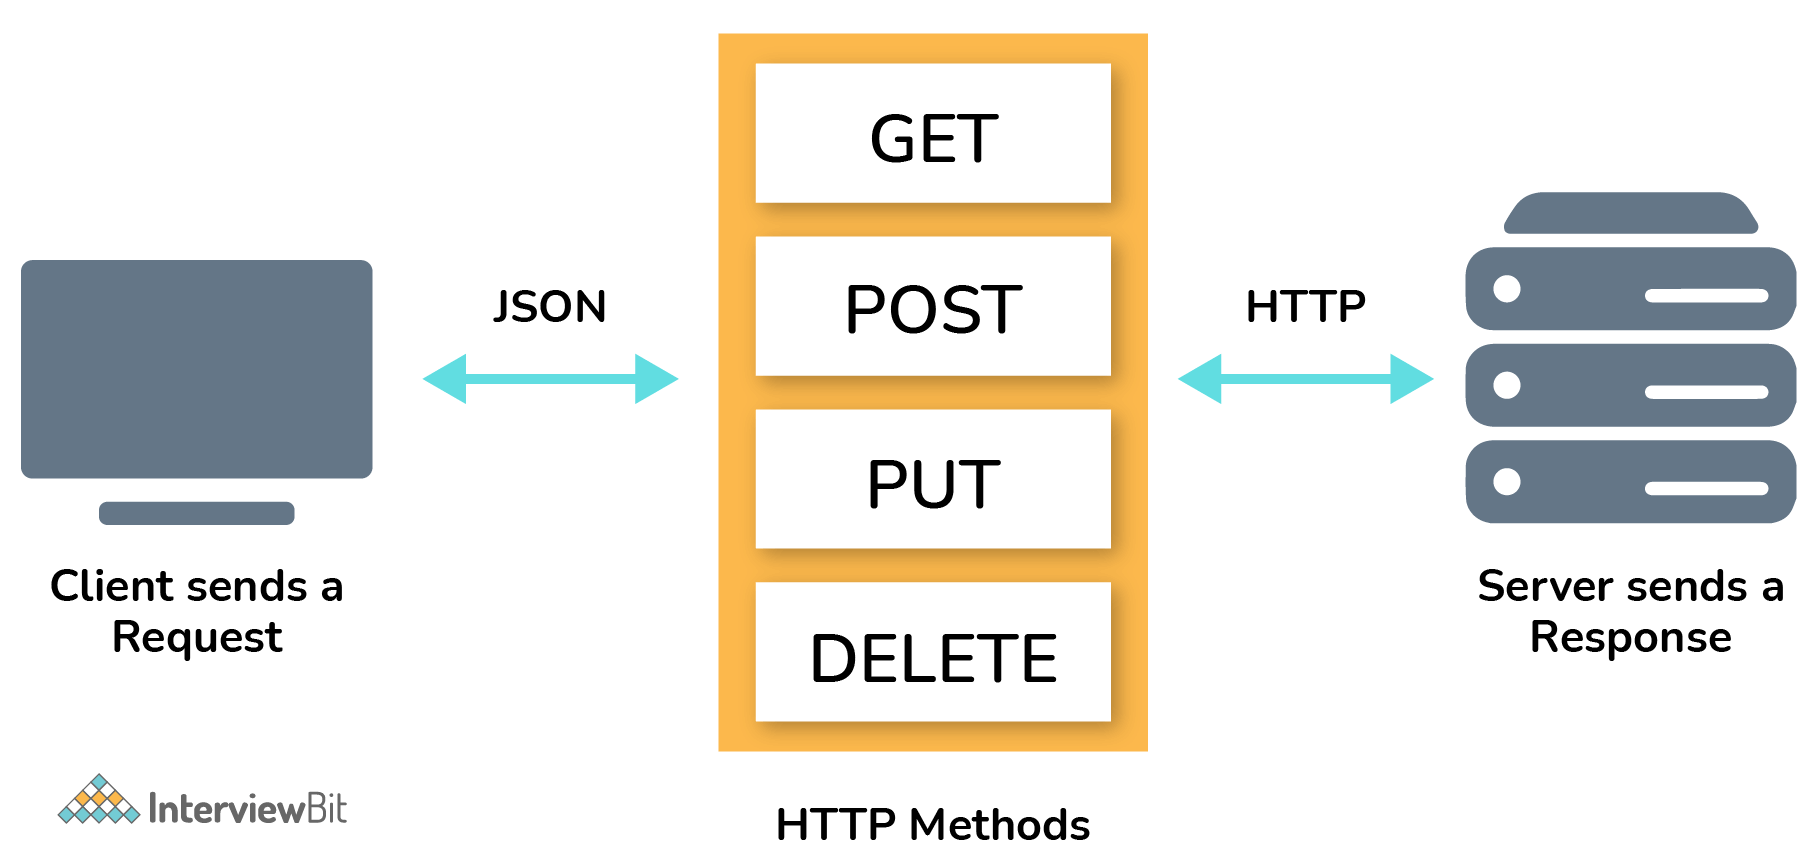 GET
POST
PUT
DELETE
JSON
HTTP
Client sends a
Request
Server sends a
Response
HTTP Methods
InterviewBit